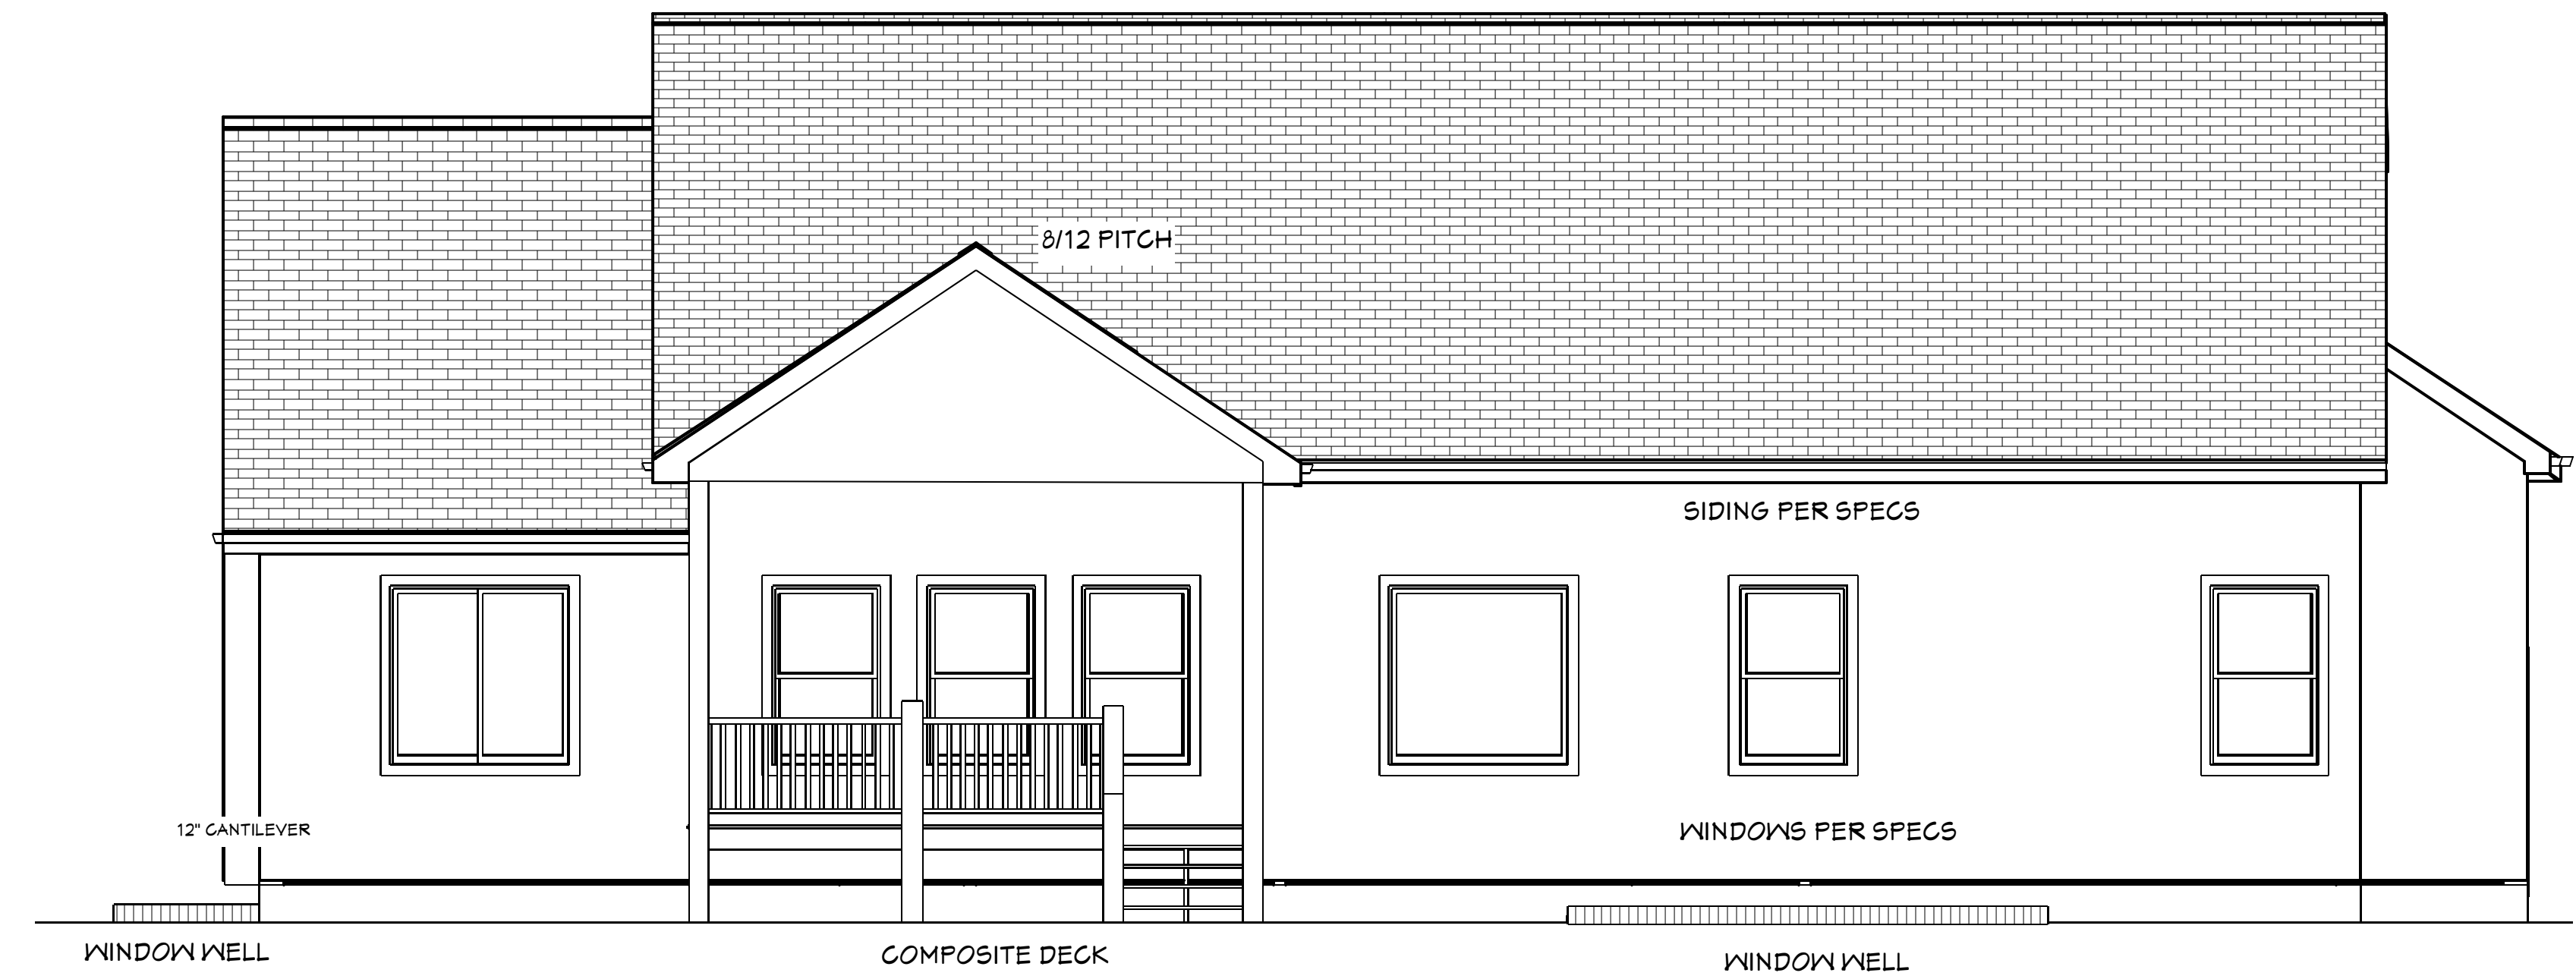 8/12 PITCH
SIDING PER SPECS
12" CANTILEVER
WINDOWS PER SPECS
WINDOW WELL
COMPOSITE DECK
WINDOW WELL